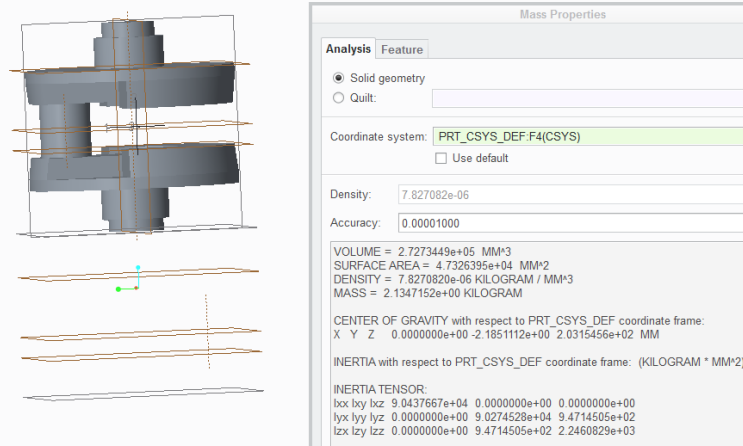 Mass Properties
Analysis Feature
Solid geometry
Quilt:
Coordinate system: PRT_CSYS_DEF:F4(CSYS)
Use default
Density: 7.827082e-06
Accuracy: 0.00001000
VOLUME = 2.7273449e+05 MM^3
SURFACE AREA = 4.7326395e+04 MM^2
DENSITY = 7.8270820e-06 KILOGRAM / MM^3
MASS = 2.1347152e+00 KILOGRAM
CENTER OF GRAVITY with respect to PRT_CSYS_DEF coordinate frame:
X Y Z 0.0000000e+00 -2.1851112e+00 2.0315456e+02 MM
INERTIA with respect to PRT_CSYS_DEF coordinate frame: (KILOGRAM * MM^2)
INERTIA TENSOR:
Ixx Ixy Ixz 9.0437667e+04 0.0000000e+00 0.0000000e+00
Iyx Iyy Iyz 0.0000000e+00 9.0274528e+04 9.4714505e+02
Izx Izy Izz 0.0000000e+00 9.4714505e+02 2.2460829e+03